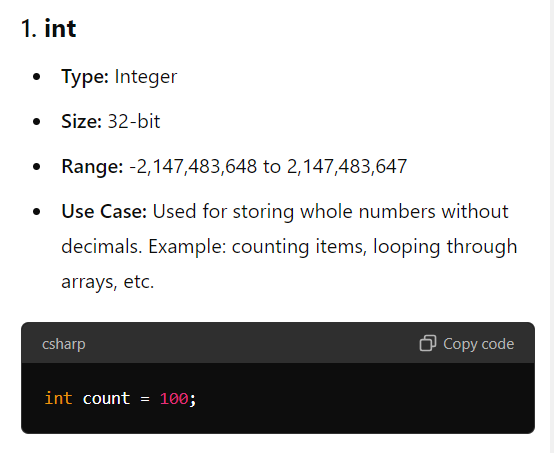 1. int
• Type: Integer
• Size: 32-bit
• Range: -2,147,483,648 to 2,147,483,647
• Use Case: Used for storing whole numbers without
decimals. Example: counting items, looping through
arrays, etc.
csharp Copy code
int count = 100;